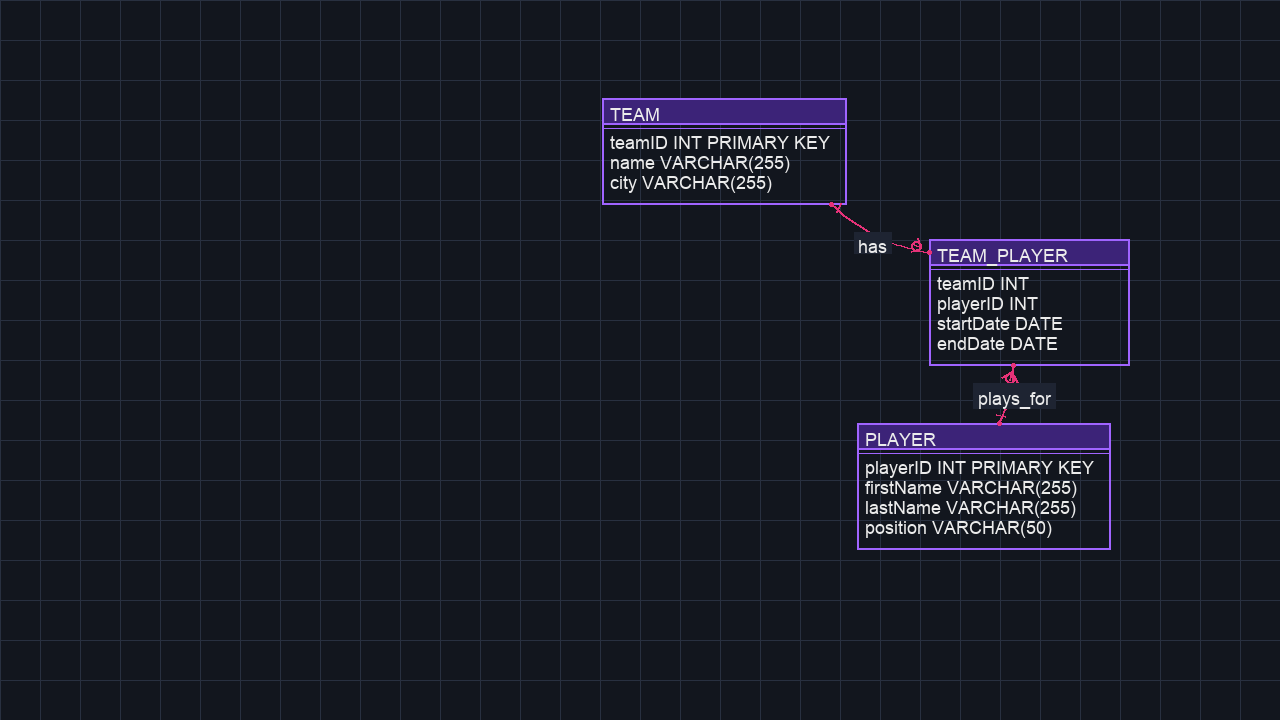 TEAM
teamID INT PRIMARY KEY
name VARCHAR(255)
city VARCHAR(255)
has
TEAM_PLAYER
teamID INT
playerID INT
startDate DATE
endDate DATE
plays_for
PLAYER
playerID INT PRIMARY KEY
firstName VARCHAR(255)
lastName VARCHAR(255)
position VARCHAR(50)